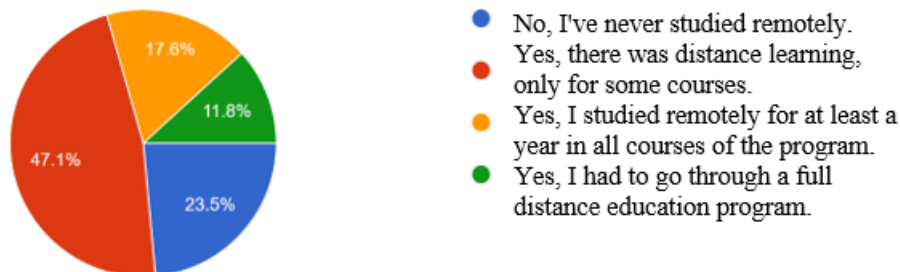 17.6%
11.8%
47.1%
23.5%
No, I've never studied remotely.
Yes, there was distance learning,
only for some courses.
Yes, I studied remotely for at least a
year in all courses of the program.
Yes, I had to go through a full
distance education program.